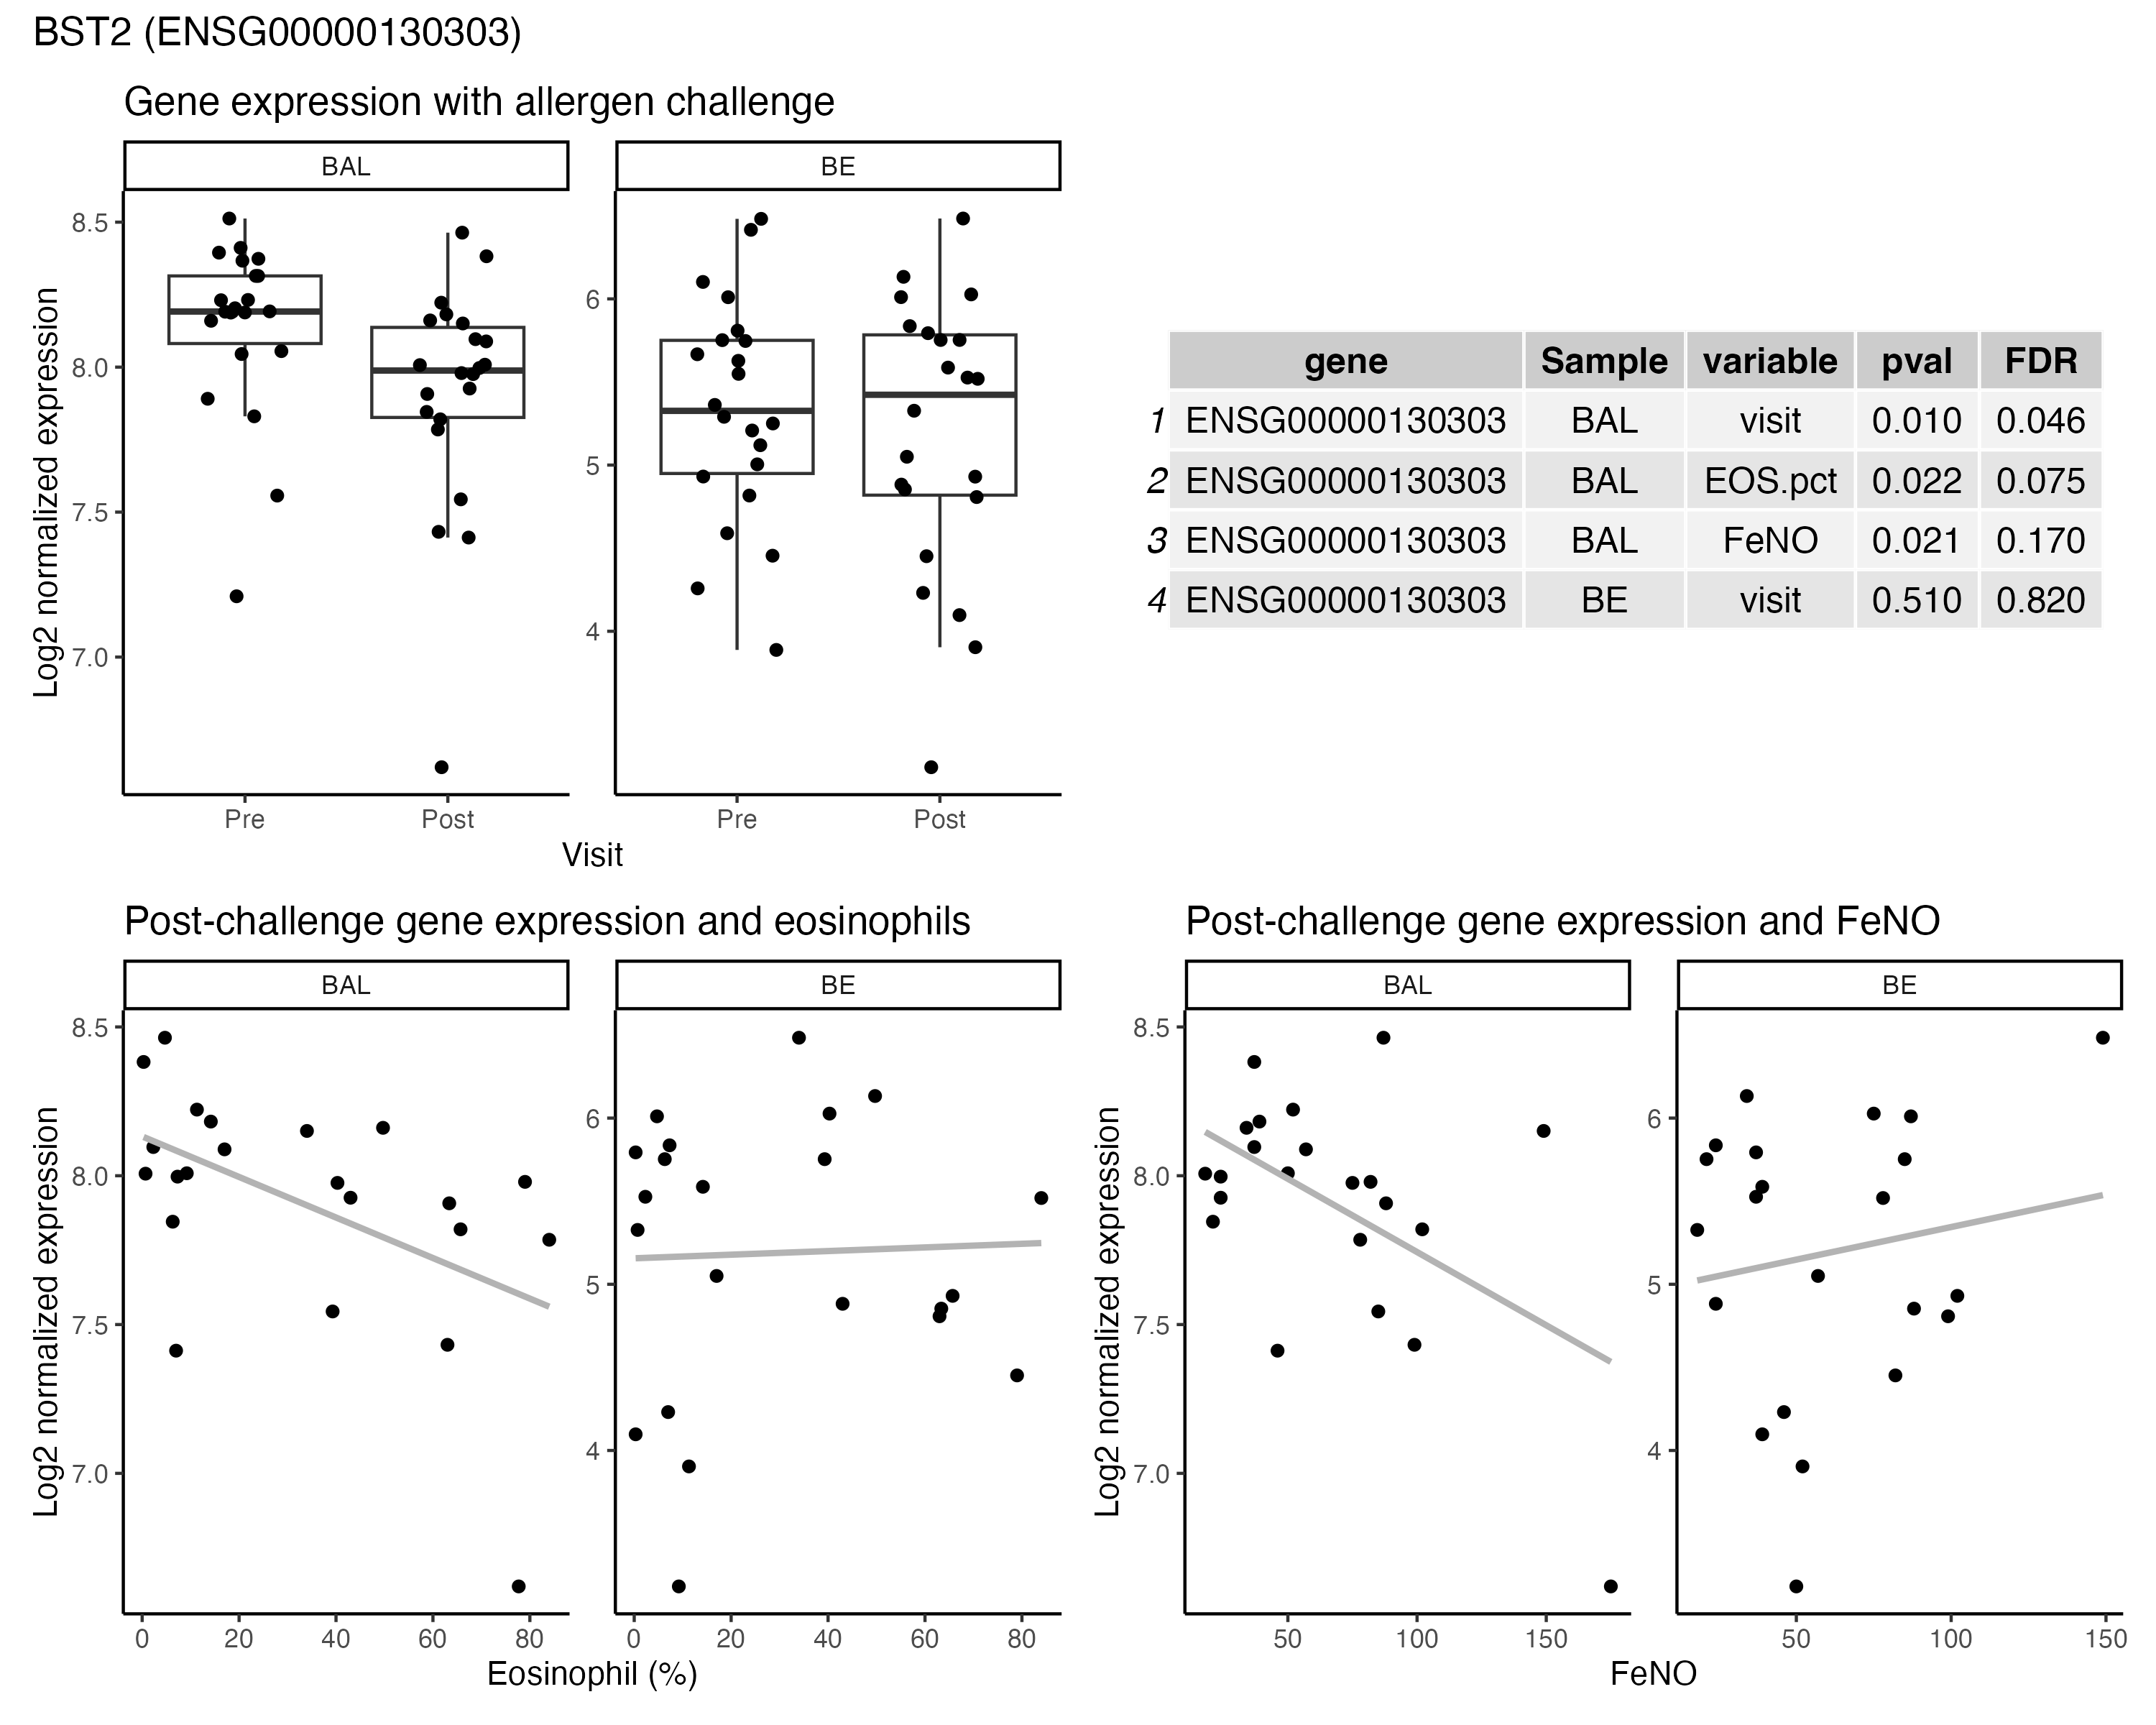 BST2 (ENSG00000130303)
Gene expression with allergen challenge
BAL
BE
Log2 normalized expression
8.5
8.0
7.5
7.0
6
5
4
Pre
Post
Pre
Post
Visit
gene Sample variable pval FDR
1 ENSG00000130303 BAL visit 0.010 0.046
2 ENSG00000130303 BAL EOS.pct 0.022 0.075
3 ENSG00000130303 BAL FeNO 0.021 0.170
4 ENSG00000130303 BE visit 0.510 0.820
Post-challenge gene expression and eosinophils
BAL
BE
Log2 normalized expression
8.5
8.0
7.5
7.0
6
5
4
0 20 40 60 80
0 20 40 60 80
Eosinophil (%)
Post-challenge gene expression and FeNO
BAL
BE
Log2 normalized expression
8.5
8.0
7.5
7.0
6
5
4
50 100 150
50 100 150
FeNO